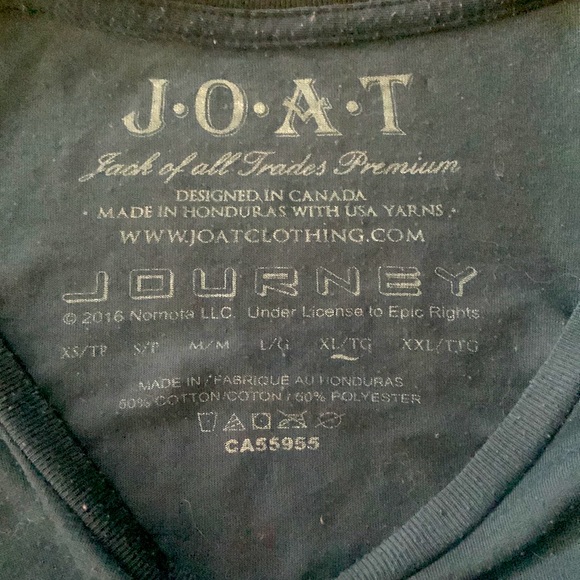 J·O·A·T
Jack of all Trades Premium
DESIGNED IN CANADA
· MADE IN HONDURAS WITH USA YARNS ·
WWW.JOATCLOTHING.COM
JOURNEY
© 2016 Nomota LLC. Under License to Epic Rights
XS/TP S/P M/M L/G XL/TG XXL/TTG
MADE IN / FABRIQUE AU HONDURAS
50% COTTON/COTON / 50% POLYESTER
CA55955